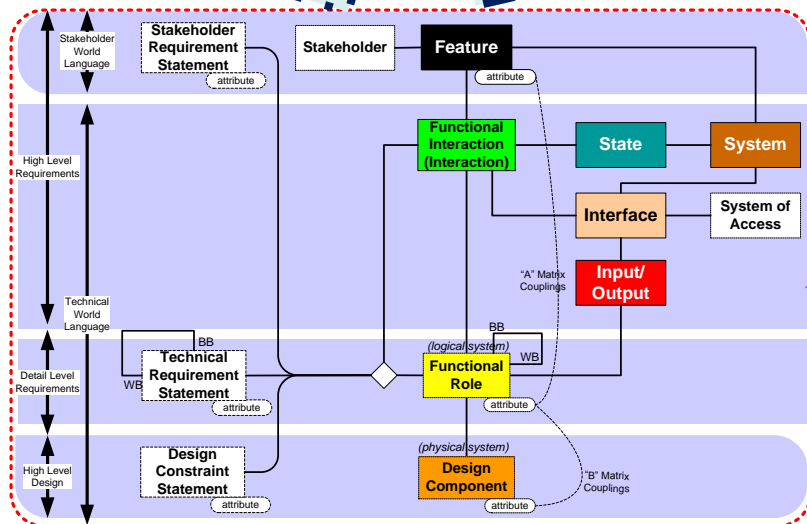 Stakeholder
World
Language
Stakeholder
Requirement
Statement
attribute
Stakeholder
Feature
attribute
High Level
Requirements
Functional
Interaction
(Interaction)
State
System
Interface
System of
Access
"A" Matrix
Couplings
Input/
Output
Technical
World
Language
BB
WB
Technical
Requirement
Statement
attribute
(logical system)
BB
WB
Functional
Role
attribute
Detail Level
Requirements
High Level
Design
Design
Constraint
Statement
attribute
(physical system)
Design
Component
attribute
"B" Matrix
Couplings